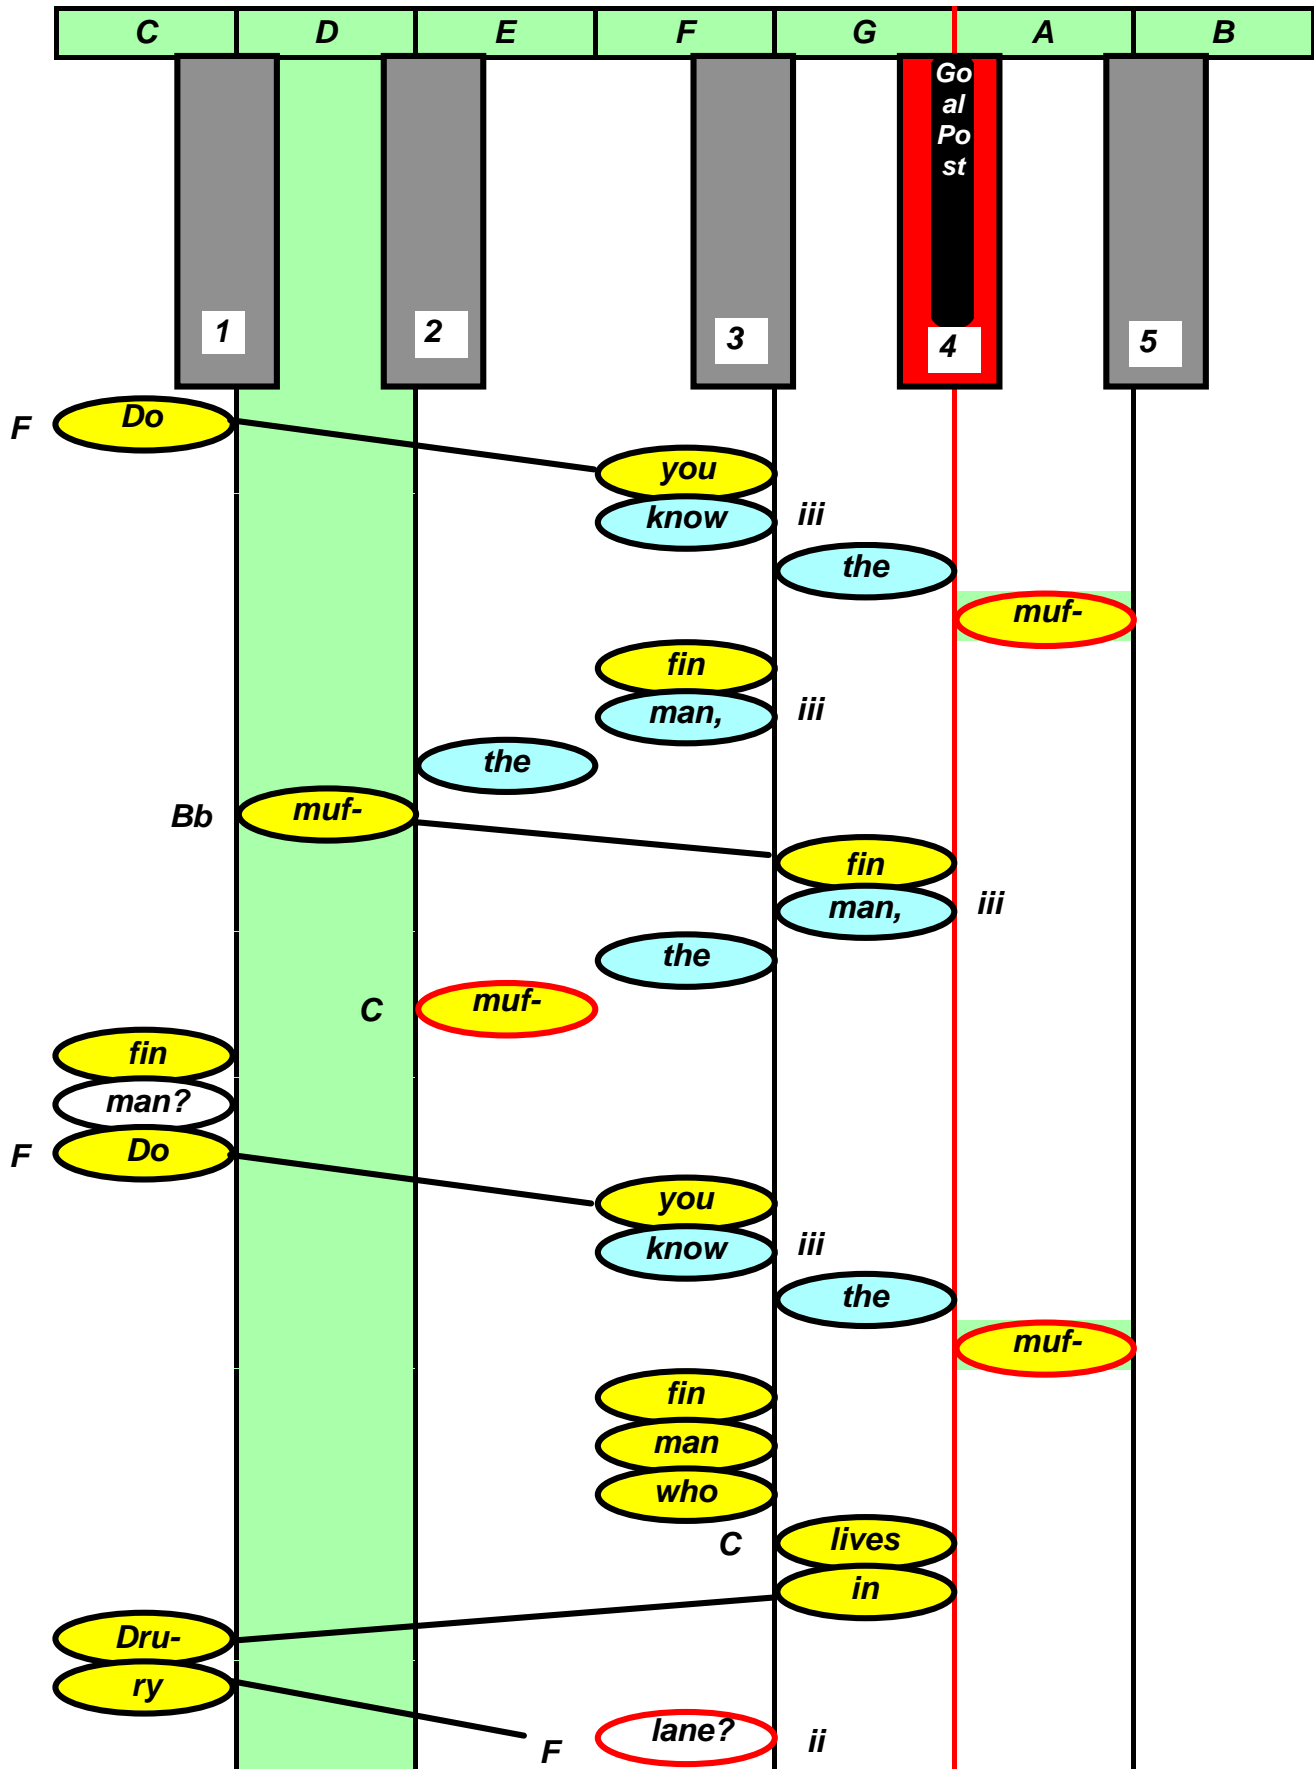 C D E F G A B
Go
al
Po
st
1 2 3 4 5
F Do
you
know iii
the
muf-
fin
man, iii
the
Bb muf-
fin
man, iii
the
C muf-
fin
man?
F Do
you
know iii
the
muf-
fin
man
who
C lives
in
Dru-
ry
F lane? ii